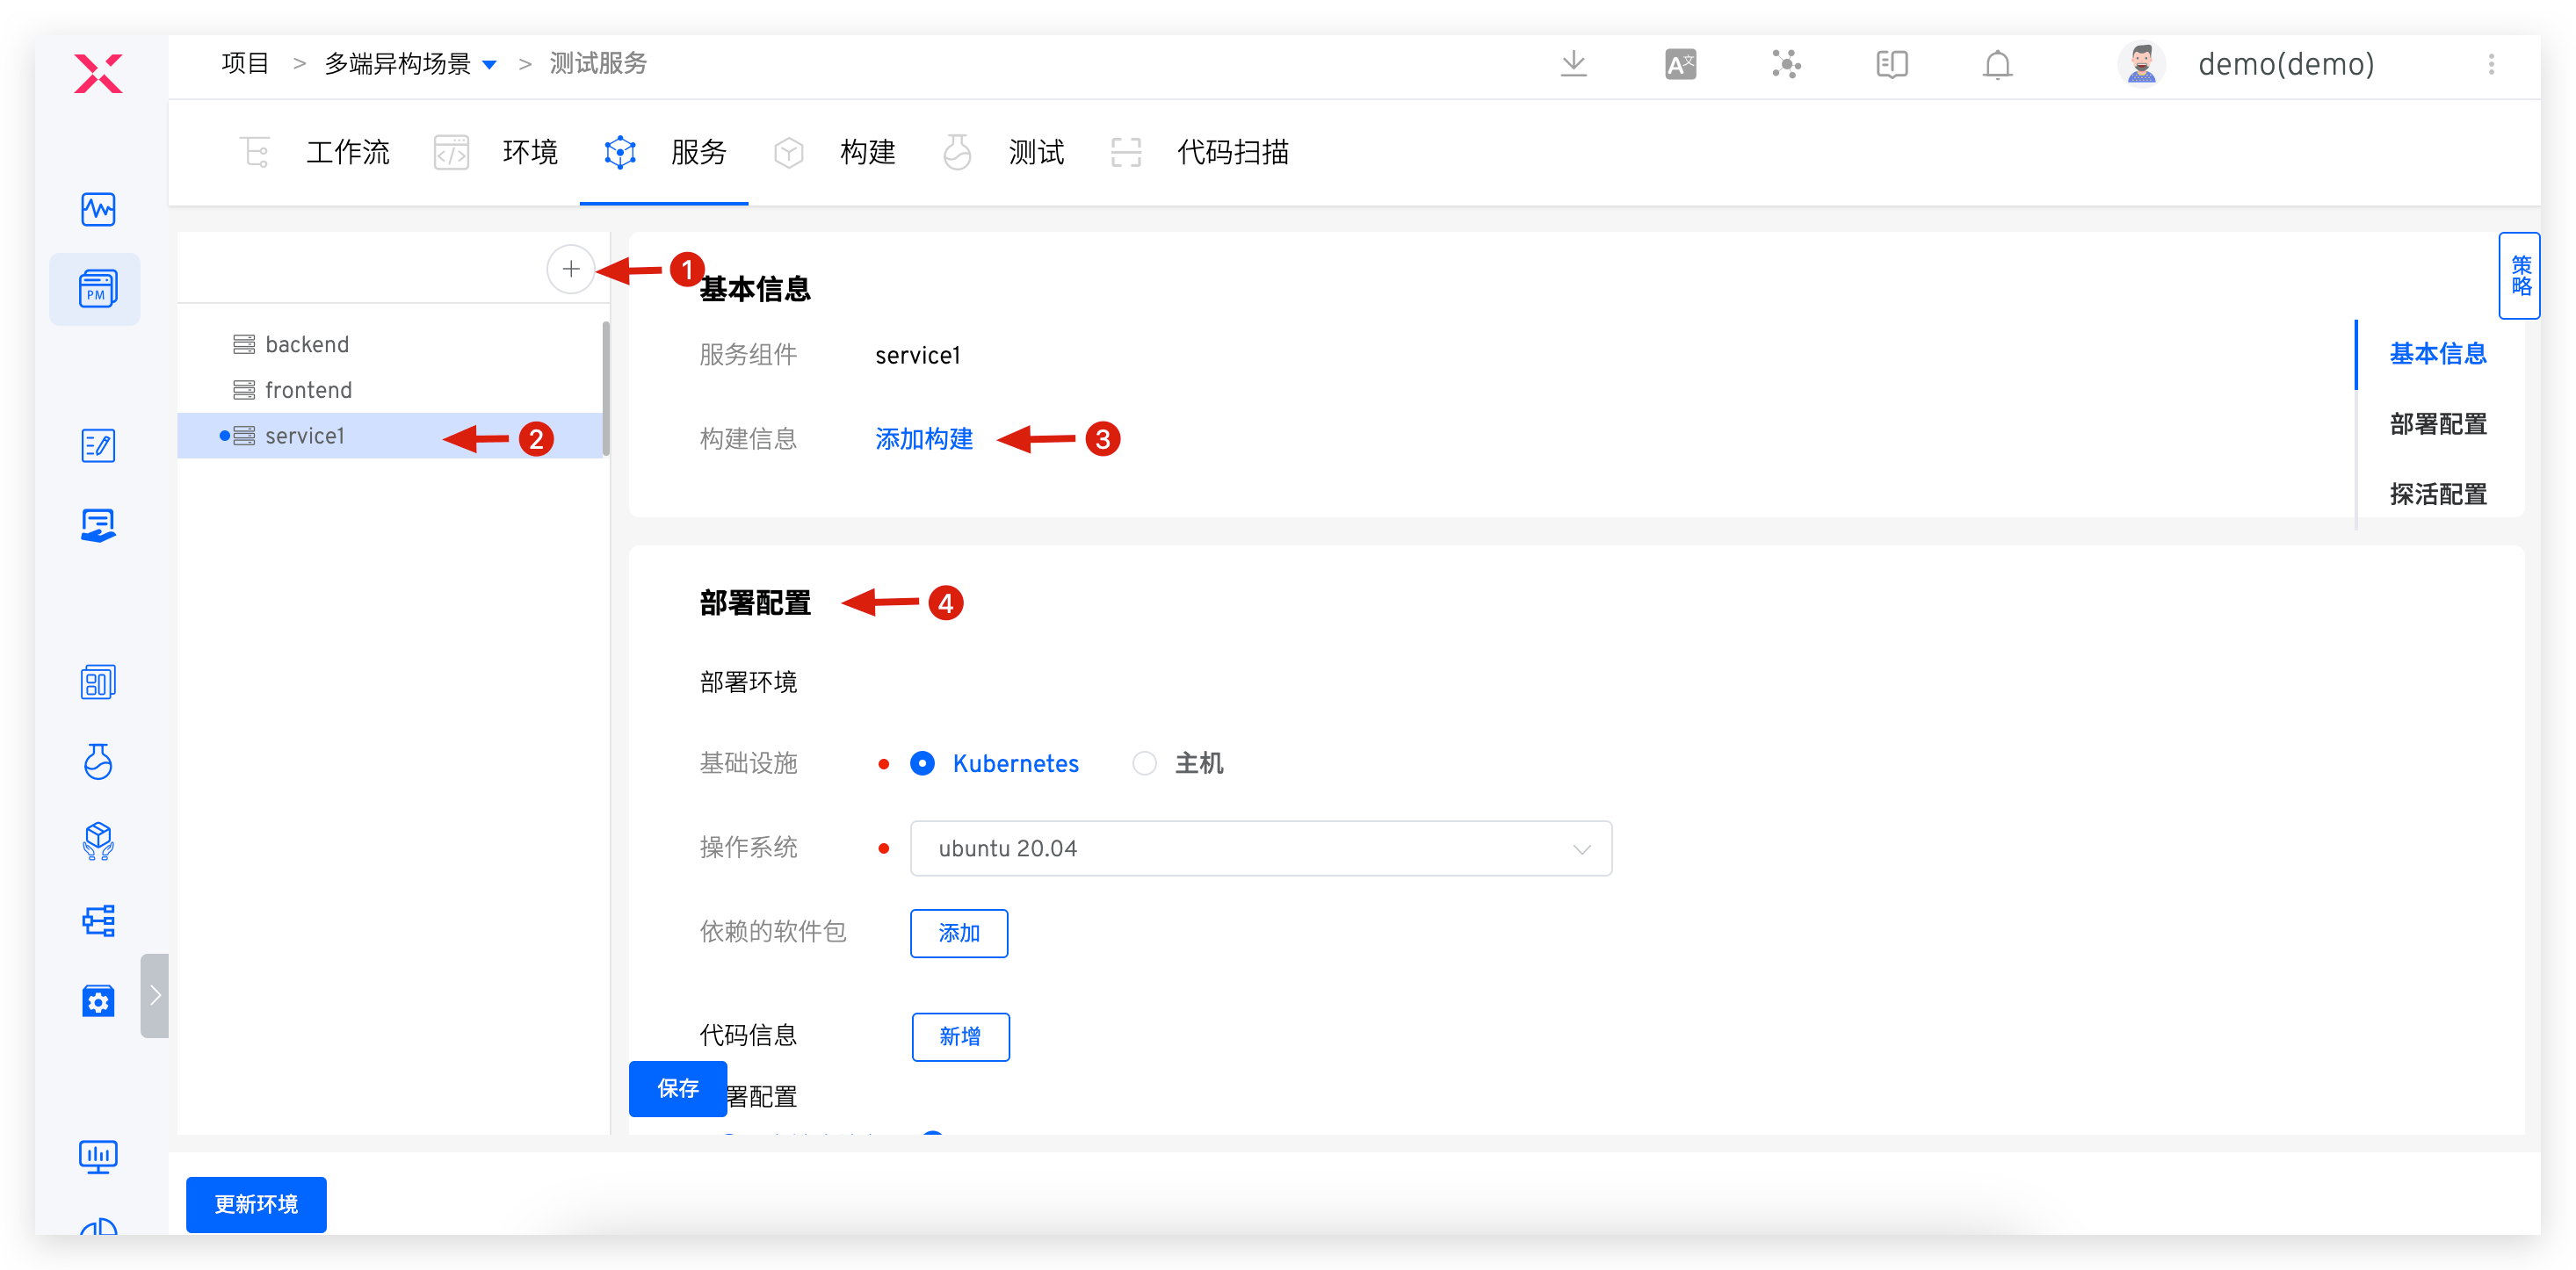 项目 > 多端异构场景 > 测试服务
A文
demo(demo)
工作流 环境 服务 构建 测试 代码扫描
PM
1
backend
frontend
service1
2
基本信息
服务组件 service1
构建信息 添加构建
3
策略
基本信息
部署配置
探活配置
部署配置
4
部署环境
基础设施 Kubernetes 主机
操作系统 ubuntu 20.04
依赖的软件包 添加
代码信息 新增
保存
署配置
更新环境